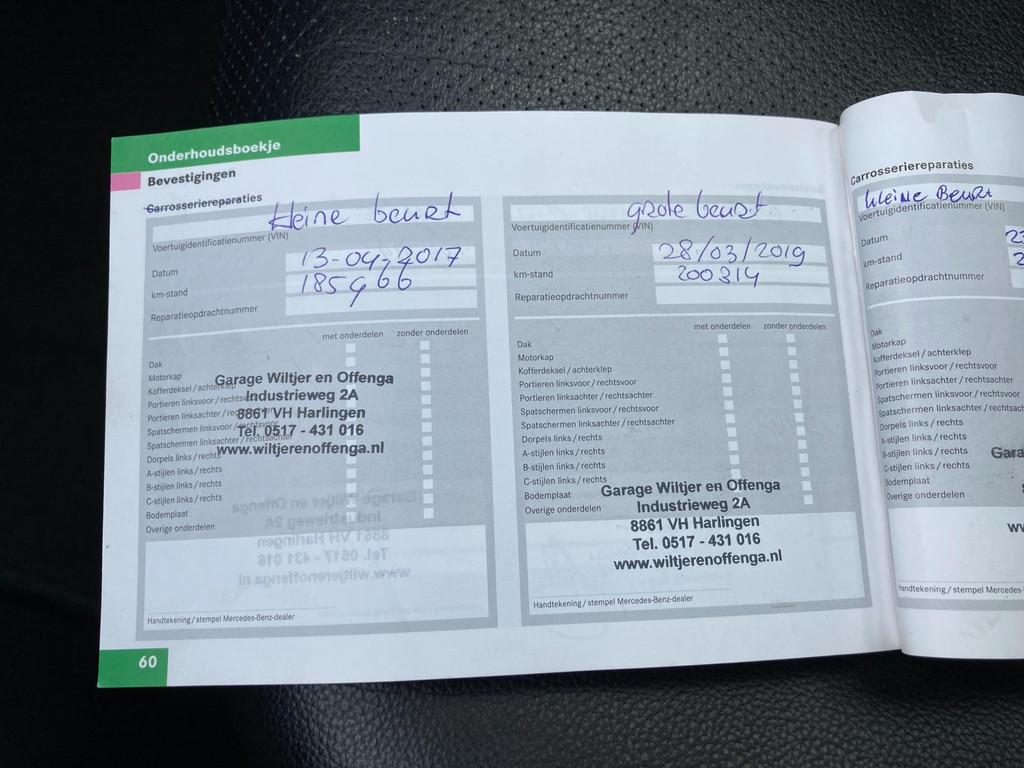 Onderhoudsboekje
Bevestigingen
Carrosseriereparaties
kleine beurt
Voertuigidentificatienummer (VIN)
Datum 13-04-2017
km-stand 185966
Reparatieopdrachtnummer
met onderdelen zonder onderdelen
Dak
Motorkap
Kofferdeksel / achterklep
Portieren linksvoor / rechtsvoor
Portieren linksachter / rechtsachter
Spatschermen linksvoor / rechtsvoor
Spatschermen linksachter / rechtsachter
Dorpels links / rechts
A-stijlen links / rechts
B-stijlen links / rechts
C-stijlen links / rechts
Bodemplaat
Overige onderdelen
Garage Wiltjer en Offenga
Industrieweg 2A
8861 VH Harlingen
Tel. 0517 - 431 016
www.wiltjerenoffenga.nl
Handtekening / stempel Mercedes-Benz-dealer
60
grote beurt
Voertuigidentificatienummer (VIN)
Datum 28/03/2019
km-stand 200314
Reparatieopdrachtnummer
met onderdelen zonder onderdelen
Dak
Motorkap
Kofferdeksel / achterklep
Portieren linksvoor / rechtsvoor
Portieren linksachter / rechtsachter
Spatschermen linksvoor / rechtsvoor
Spatschermen linksachter / rechtsachter
Dorpels links / rechts
A-stijlen links / rechts
B-stijlen links / rechts
C-stijlen links / rechts
Bodemplaat
Overige onderdelen
Garage Wiltjer en Offenga
Industrieweg 2A
8861 VH Harlingen
Tel. 0517 - 431 016
www.wiltjerenoffenga.nl
Handtekening / stempel Mercedes-Benz-dealer
Carrosseriereparaties
kleine Beurt
Voertuigidentificatienummer (VIN)
Datum
km-stand
Reparatieopdrachtnummer
Dak
Motorkap
Kofferdeksel / achterklep
Portieren linksvoor / rechtsvoor
Portieren linksachter / rechtsachter
Spatschermen linksvoor / rechtsvoor
Spatschermen linksachter / rechtsac
Dorpels links / rechts
A-stijlen links / rechts
B-stijlen links / rechts
C-stijlen links / rechts
Bodemplaat
Overige onderdelen
Gara
Handtekening / stempel Mercedes-